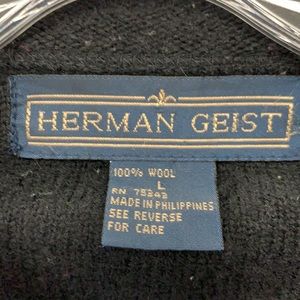 HERMAN GEIST
100% WOOL
L
RN 75243
MADE IN PHILIPPINES
SEE REVERSE
FOR CARE